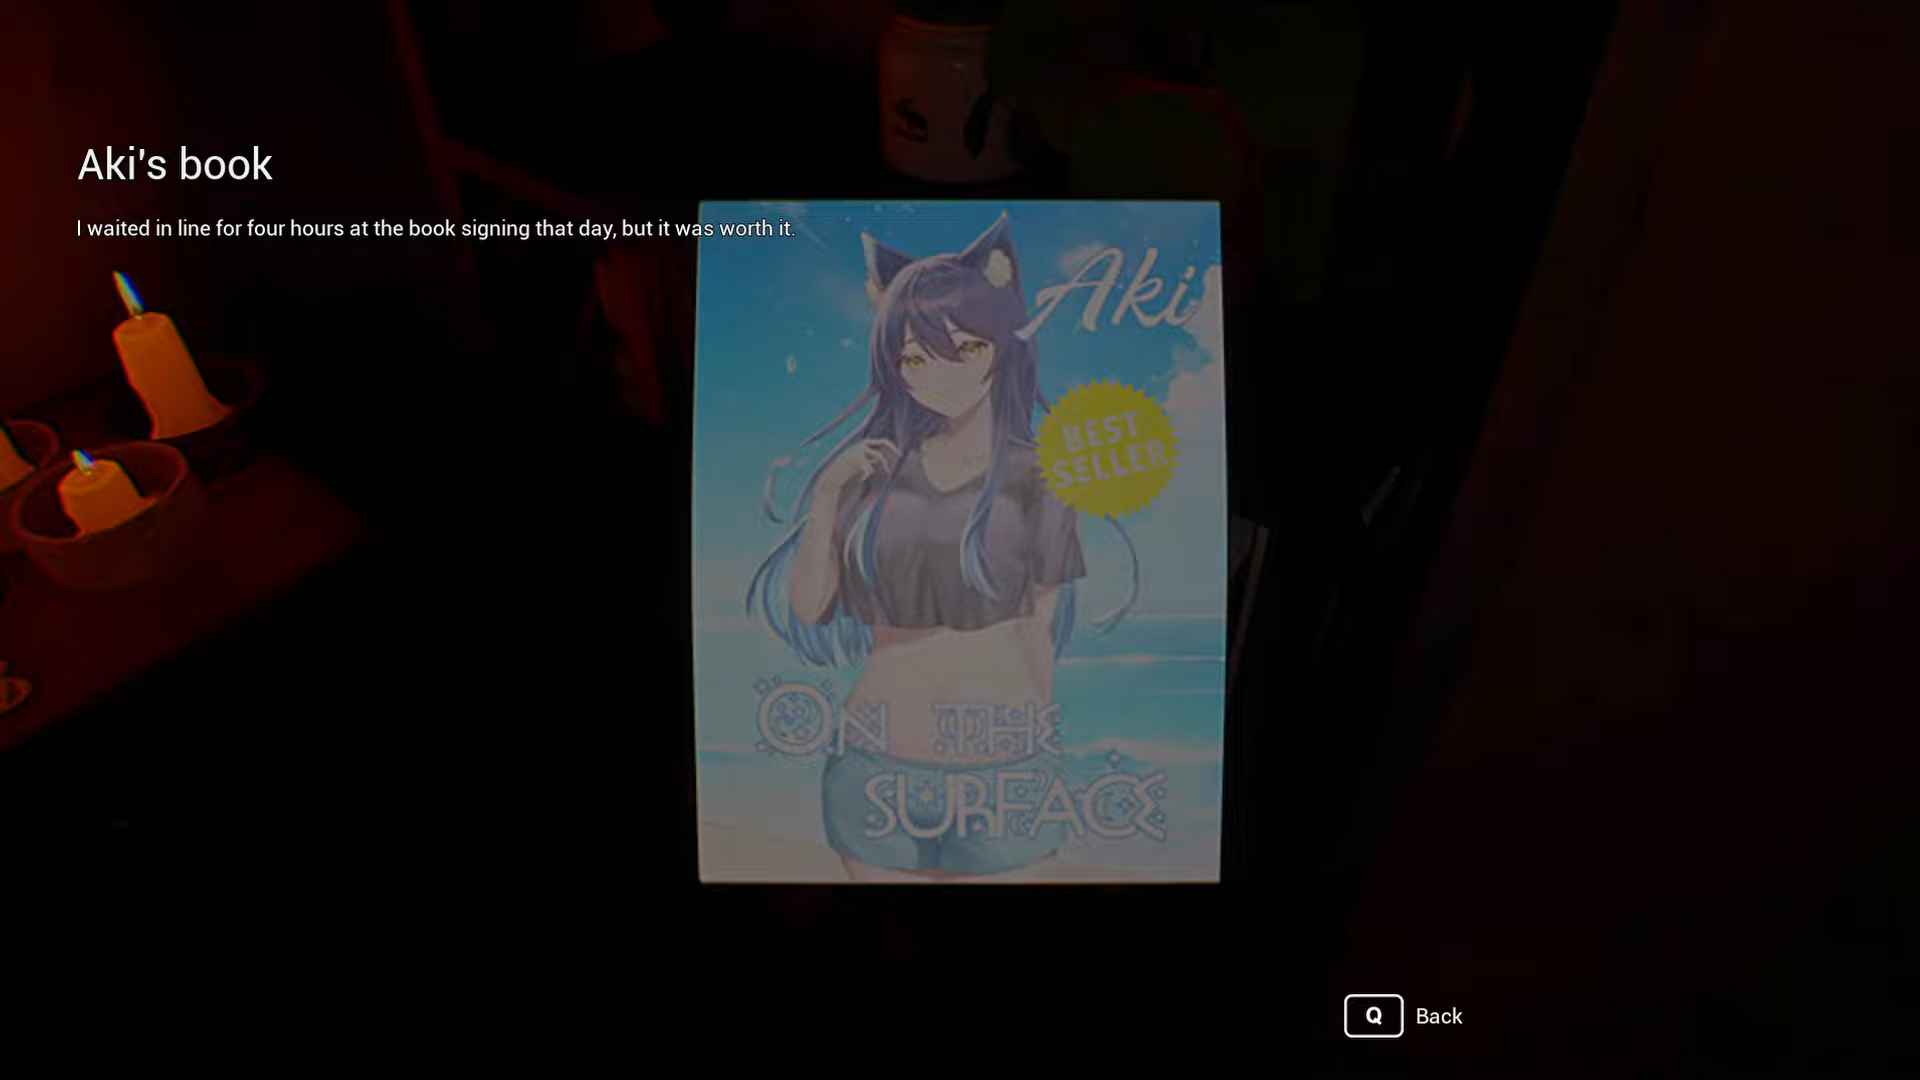 Aki's book
I waited in line for four hours at the book signing that day, but it was worth it.
Aki
BEST
SELLER
ON THE
SURFACE
Q Back